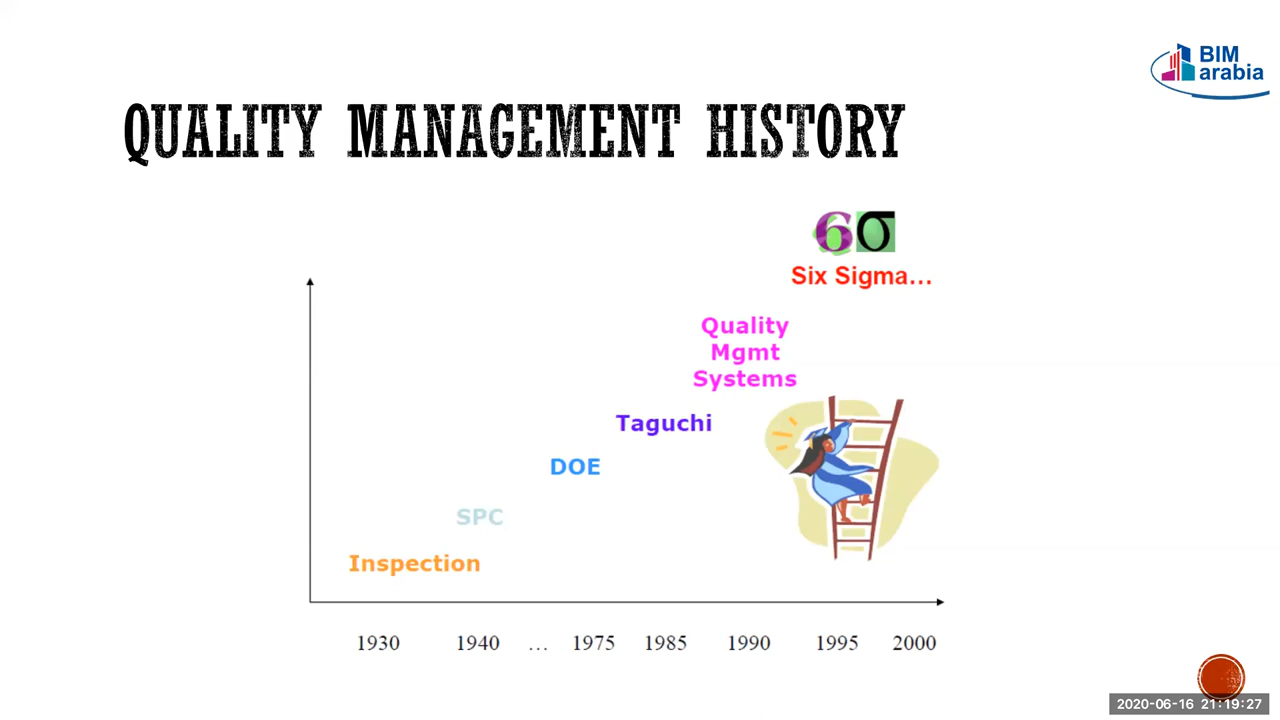 BIM
arabia
QUALITY MANAGEMENT HISTORY
6σ
Six Sigma...
Quality
Mgmt
Systems
Taguchi
DOE
SPC
Inspection
1930 1940 ... 1975 1985 1990 1995 2000
2020-06-16 21:19:27